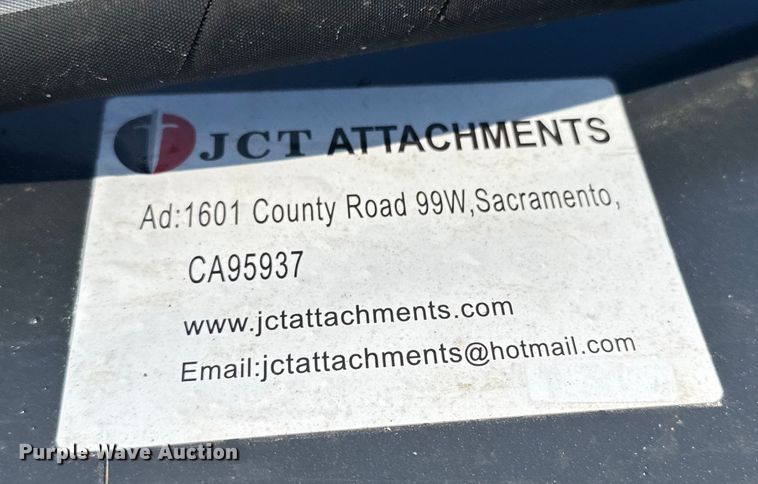 JCT ATTACHMENTS
Ad:1601 County Road 99W,Sacramento,
CA95937
www.jctattachments.com
Email:jctattachments@hotmail.com
Purple Wave Auction